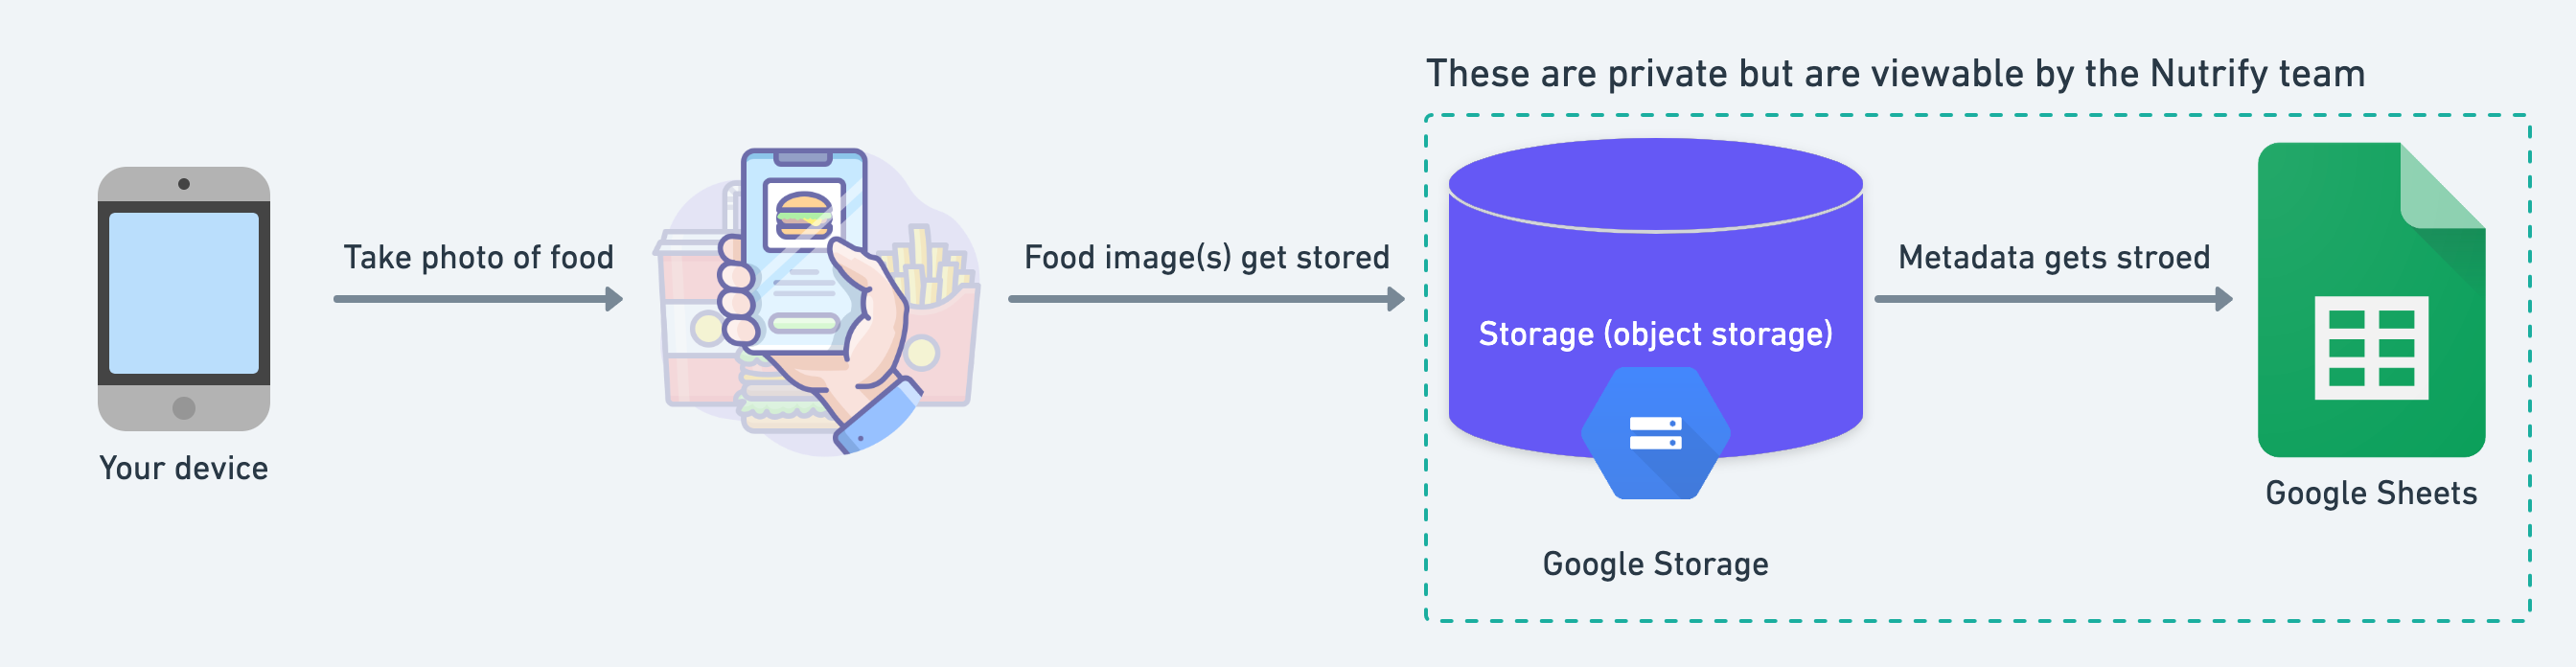 These are private but are viewable by the Nutrify team
Take photo of food
Food image(s) get stored
Metadata gets stroed
Storage (object storage)
Your device
Google Storage
Google Sheets